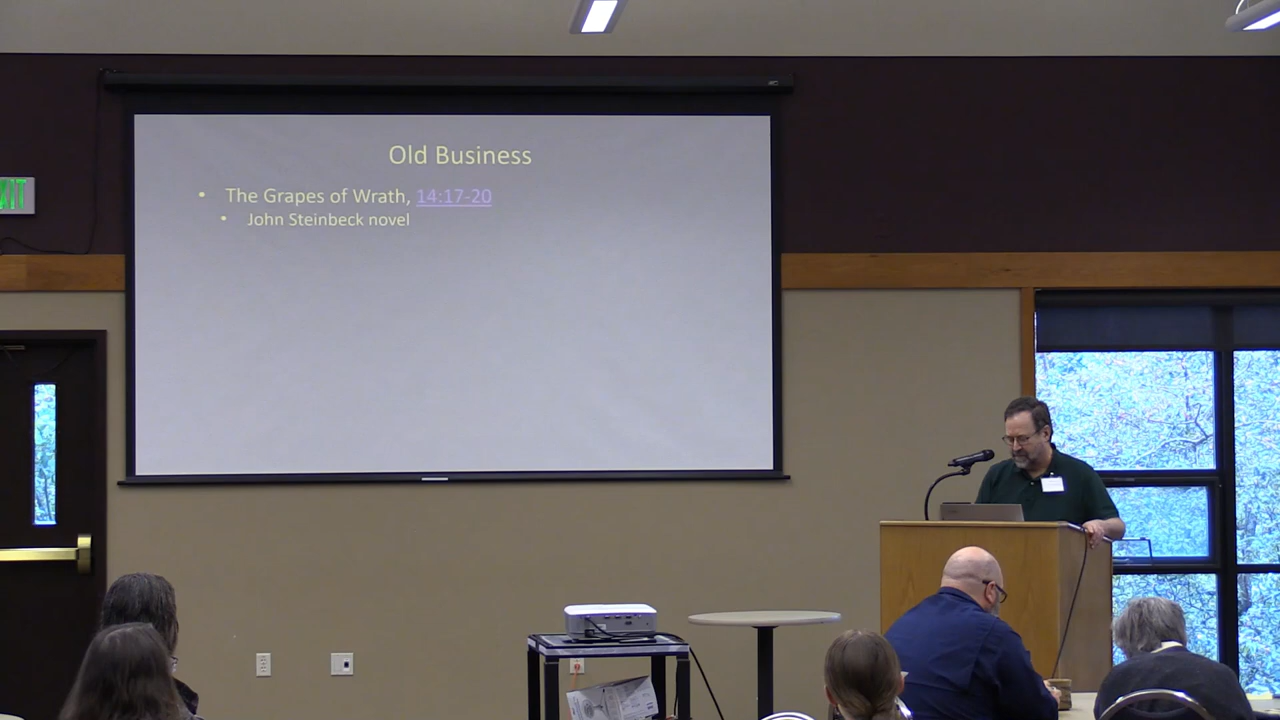 Old Business
• The Grapes of Wrath, 14:17-20
• John Steinbeck novel
EXIT